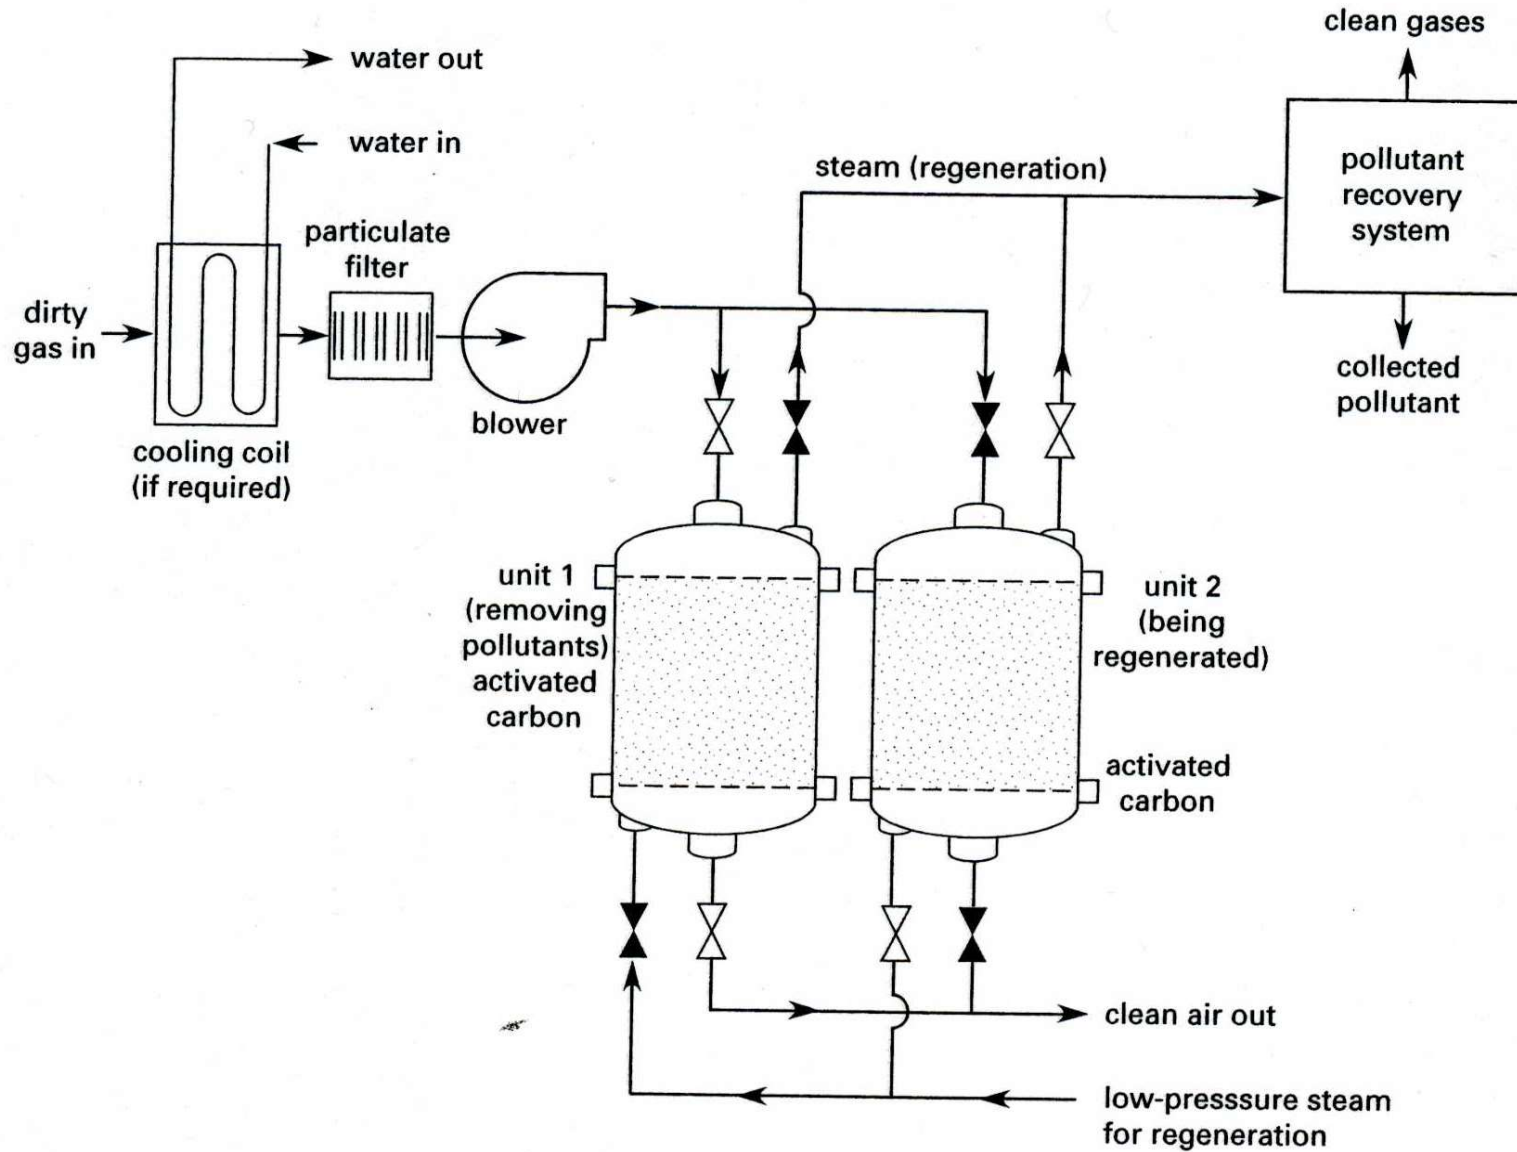 clean gases
water out
water in
steam (regeneration)
pollutant
recovery
system
particulate
filter
dirty
gas in
collected
pollutant
blower
cooling coil
(if required)
unit 1
(removing
pollutants)
activated
carbon
unit 2
(being
regenerated)
activated
carbon
clean air out
low-presssure steam
for regeneration